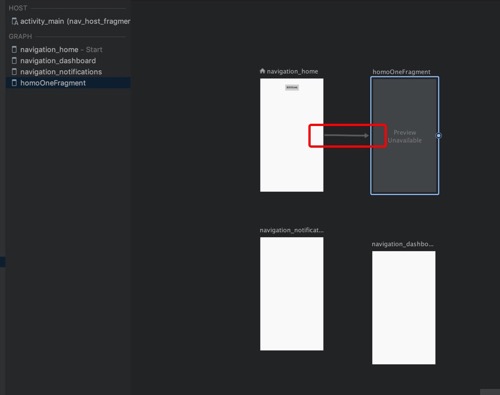 HOST
activity_main (nav_host_fragmen
GRAPH
navigation_home - Start
navigation_dashboard
navigation_notifications
homoOneFragment
navigation_home
homoOneFragment
Preview
Unavailable
navigation_notificat...
navigation_dashbo...